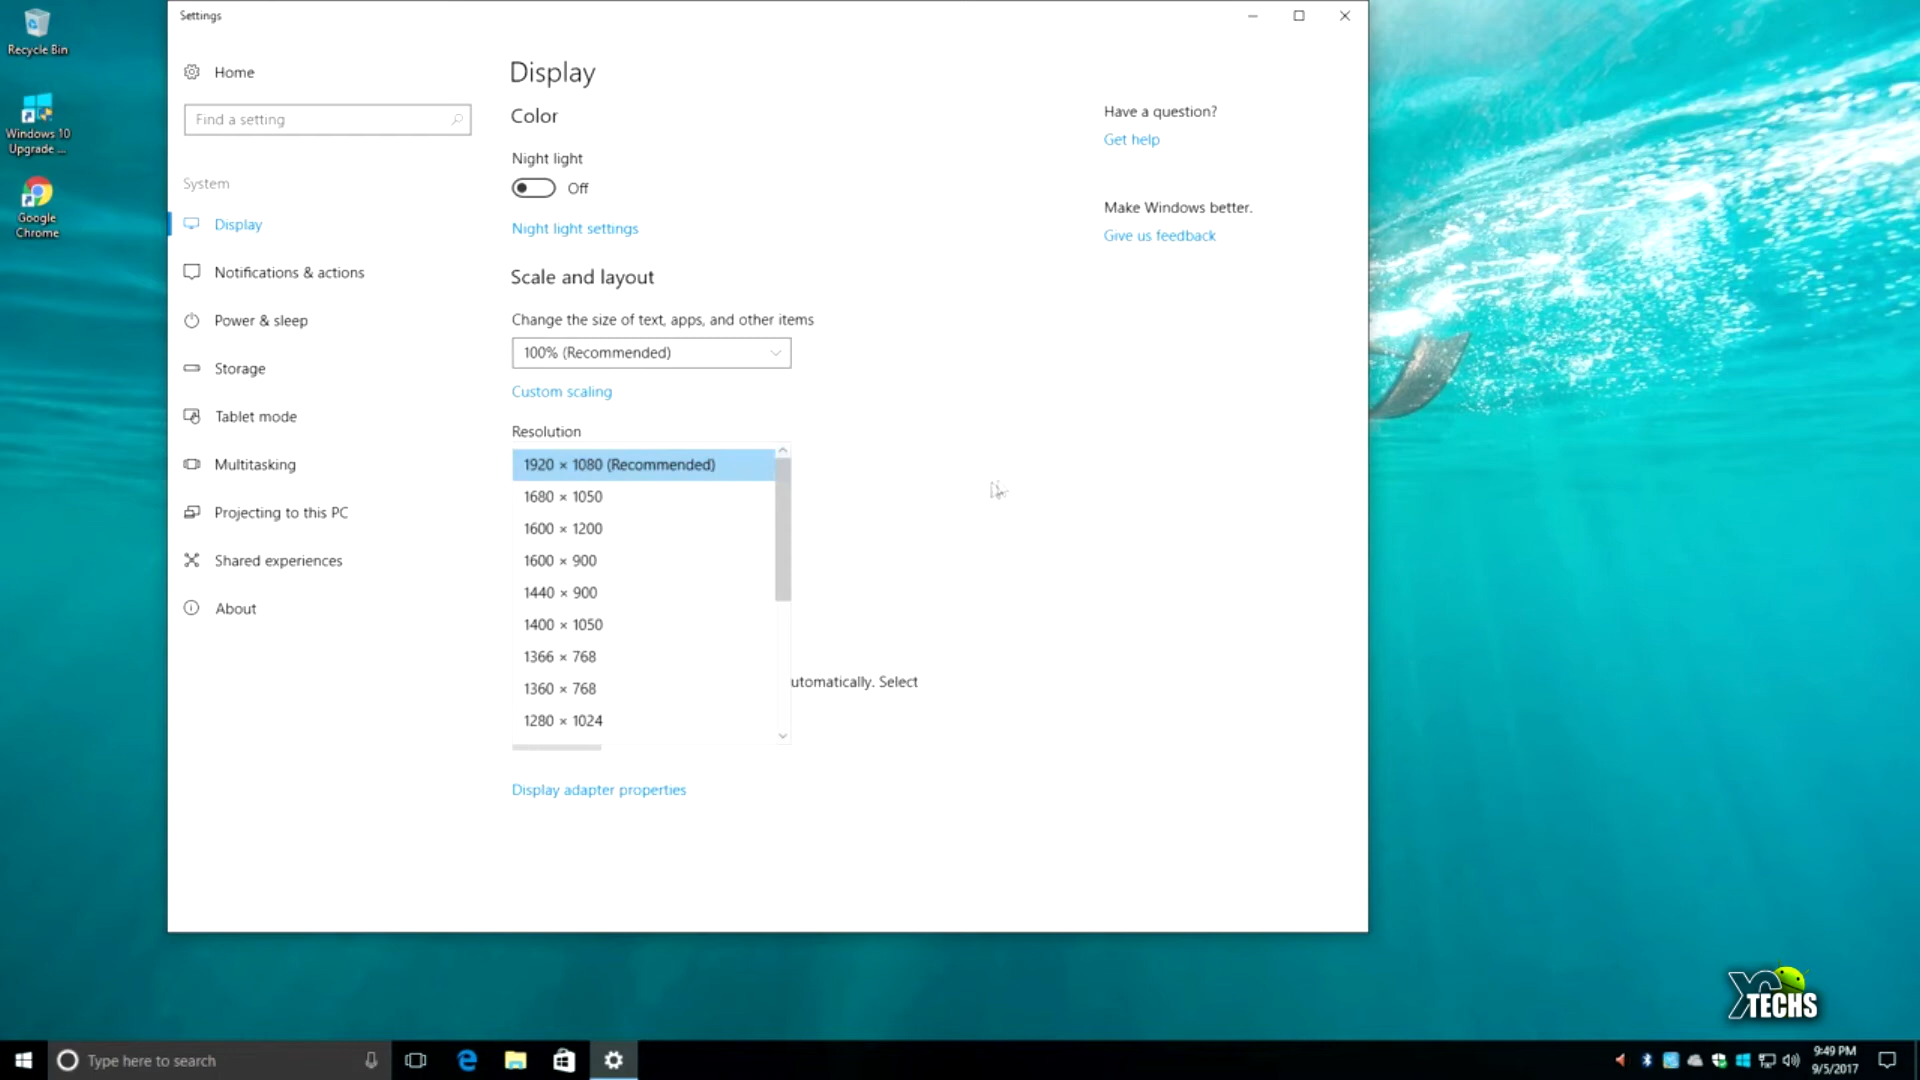 Settings
Recycle Bin
Windows 10
Upgrade ...
Google
Chrome
Home
Find a setting
System
Display
Notifications & actions
Power & sleep
Storage
Tablet mode
Multitasking
Projecting to this PC
Shared experiences
About
Display
Color
Night light
Off
Night light settings
Scale and layout
Change the size of text, apps, and other items
100% (Recommended)
Custom scaling
Resolution
1920 × 1080 (Recommended)
1680 × 1050
1600 × 1200
1600 × 900
1440 × 900
1400 × 1050
1366 × 768
1360 × 768
1280 × 1024
utomatically. Select
Display adapter properties
Have a question?
Get help
Make Windows better.
Give us feedback
TECHS
Type here to search
9:49 PM
9/5/2017